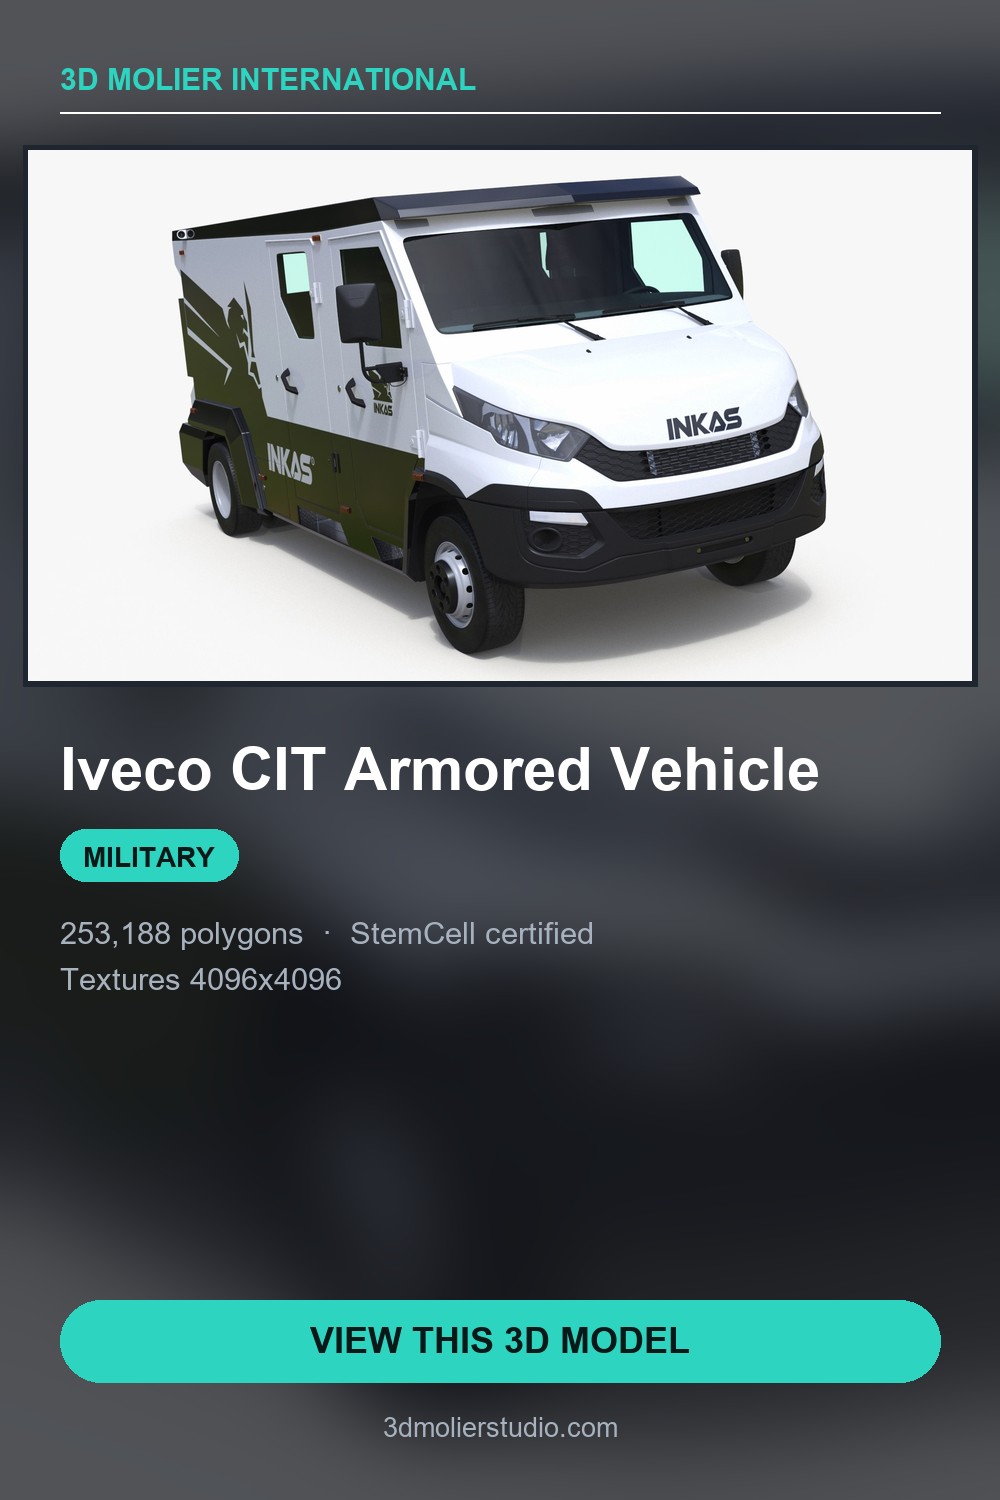 3D MOLIER INTERNATIONAL
INKAS
INKAS
INKAS
Iveco CIT Armored Vehicle
MILITARY
253,188 polygons · StemCell certified
Textures 4096x4096
VIEW THIS 3D MODEL
3dmolierstudio.com